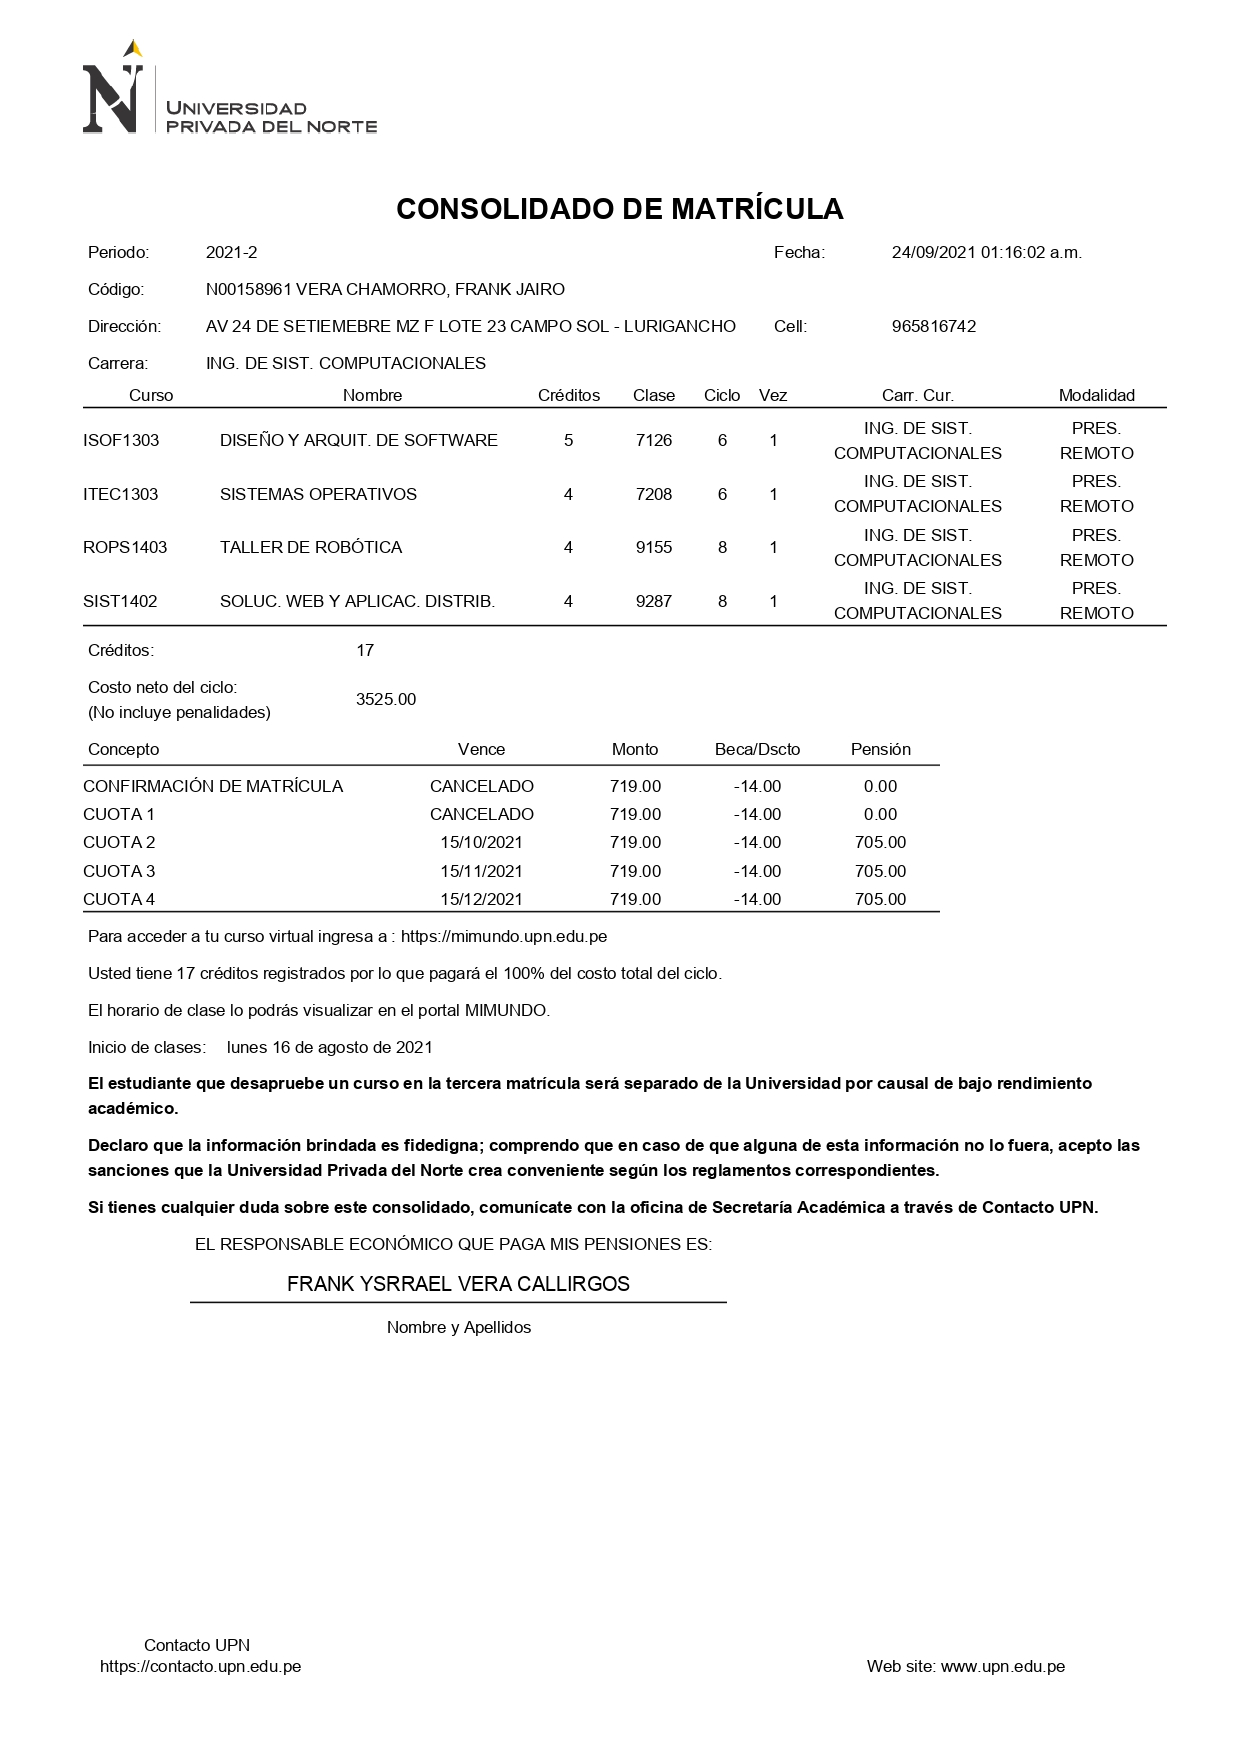 UNIVERSIDAD
PRIVADA DEL NORTE
CONSOLIDADO DE MATRÍCULA
Periodo: 2021-2 Fecha: 24/09/2021 01:16:02 a.m.
Código: N00158961 VERA CHAMORRO, FRANK JAIRO
Dirección: AV 24 DE SETIEMEBRE MZ F LOTE 23 CAMPO SOL - LURIGANCHO Cell: 965816742
Carrera: ING. DE SIST. COMPUTACIONALES
Curso Nombre Créditos Clase Ciclo Vez Carr. Cur. Modalidad
ISOF1303 DISEÑO Y ARQUIT. DE SOFTWARE 5 7126 6 1 ING. DE SIST. COMPUTACIONALES PRES. REMOTO
ITEC1303 SISTEMAS OPERATIVOS 4 7208 6 1 ING. DE SIST. COMPUTACIONALES PRES. REMOTO
ROPS1403 TALLER DE ROBÓTICA 4 9155 8 1 ING. DE SIST. COMPUTACIONALES PRES. REMOTO
SIST1402 SOLUC. WEB Y APLICAC. DISTRIB. 4 9287 8 1 ING. DE SIST. COMPUTACIONALES PRES. REMOTO
Créditos: 17
Costo neto del ciclo:
(No incluye penalidades) 3525.00
Concepto Vence Monto Beca/Dscto Pensión
CONFIRMACIÓN DE MATRÍCULA CANCELADO 719.00 -14.00 0.00
CUOTA 1 CANCELADO 719.00 -14.00 0.00
CUOTA 2 15/10/2021 719.00 -14.00 705.00
CUOTA 3 15/11/2021 719.00 -14.00 705.00
CUOTA 4 15/12/2021 719.00 -14.00 705.00
Para acceder a tu curso virtual ingresa a : https://mimundo.upn.edu.pe
Usted tiene 17 créditos registrados por lo que pagará el 100% del costo total del ciclo.
El horario de clase lo podrás visualizar en el portal MIMUNDO.
Inicio de clases: lunes 16 de agosto de 2021
El estudiante que desapruebe un curso en la tercera matrícula será separado de la Universidad por causal de bajo rendimiento
académico.
Declaro que la información brindada es fidedigna; comprendo que en caso de que alguna de esta información no lo fuera, acepto las
sanciones que la Universidad Privada del Norte crea conveniente según los reglamentos correspondientes.
Si tienes cualquier duda sobre este consolidado, comunícate con la oficina de Secretaría Académica a través de Contacto UPN.
EL RESPONSABLE ECONÓMICO QUE PAGA MIS PENSIONES ES:
FRANK YSRRAEL VERA CALLIRGOS
Nombre y Apellidos
Contacto UPN
https://contacto.upn.edu.pe Web site: www.upn.edu.pe